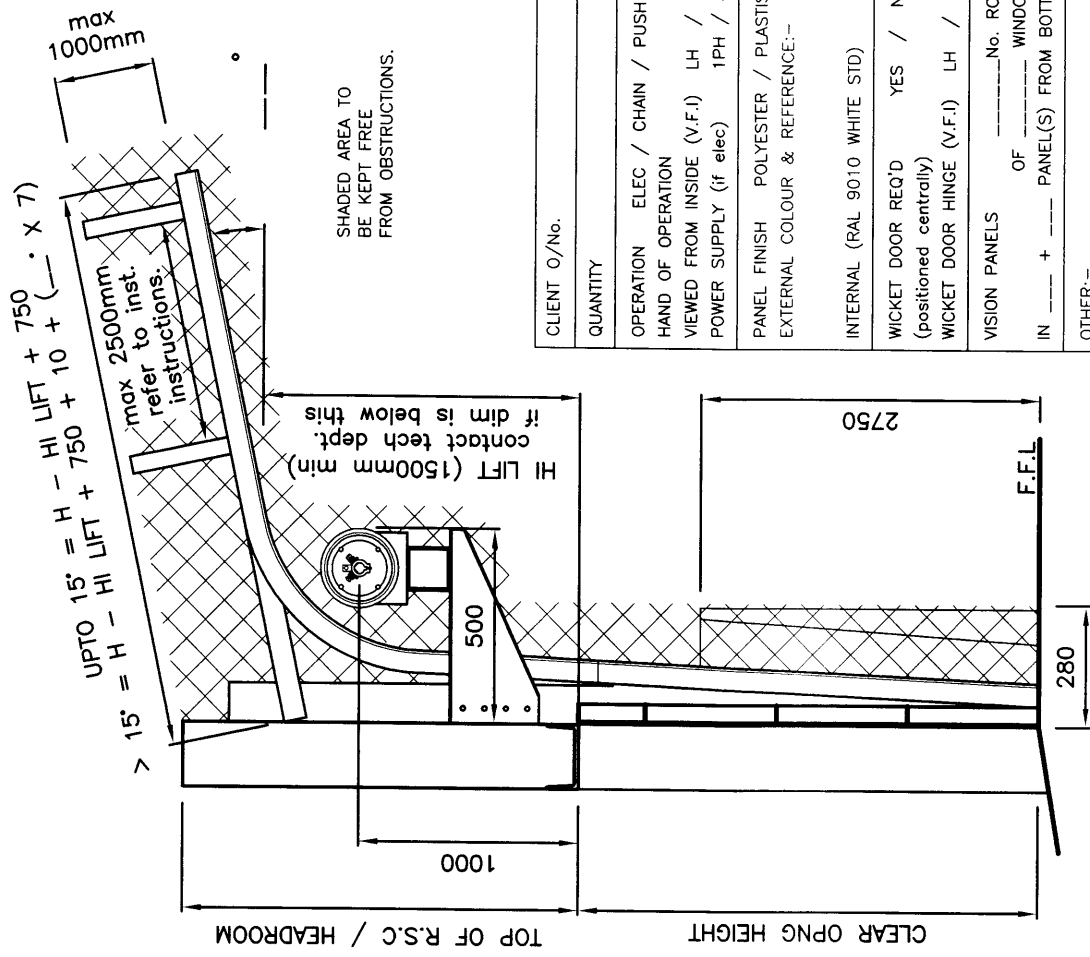 max
1000mm
UPTO 15° = H - HI LIFT + 750
> 15° = H - HI LIFT + 750 + 10 + (__° X 7)
max 2500mm
refer to inst.
instructions.
SHADED AREA TO
BE KEPT FREE
FROM OBSTRUCTIONS.
HI LIFT (1500mm min)
contact tech dept.
if dim is below this
500
1000
2750
280
F.F.L
TOP OF R.S.C / HEADROOM
CLEAR OPNG HEIGHT
CLIENT O/No.
QUANTITY
OPERATION ELEC / CHAIN / PUSH
HAND OF OPERATION
VIEWED FROM INSIDE (V.F.I) LH /
POWER SUPPLY (if elec) 1PH /
PANEL FINISH POLYESTER / PLASTIS
EXTERNAL COLOUR & REFERENCE:-
INTERNAL (RAL 9010 WHITE STD)
WICKET DOOR REQ'D YES / N
(positioned centrally)
WICKET DOOR HINGE (V.F.I) LH /
VISION PANELS ______No. RO
OF ______ WINDO
IN ___ + ___ PANEL(S) FROM BOTT
OTHER:-